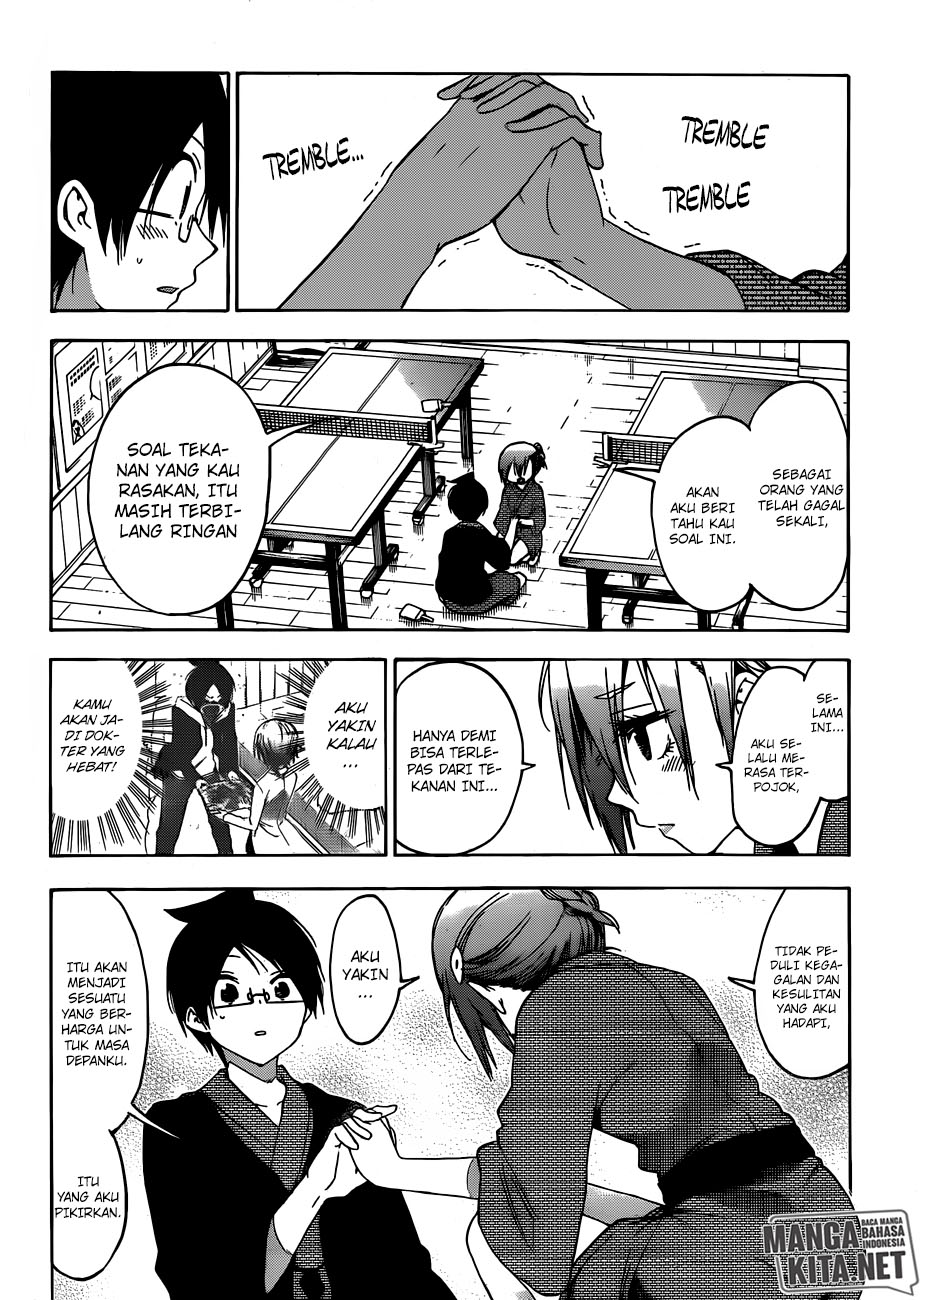 TREMBLE
TREMBLE
TREMBLE...
SEBAGAI
ORANG YANG
TELAH GAGAL
SEKALI,
AKAN
AKU BERI
TAHU KAU
SOAL INI.
SOAL TEKA-
NAN YANG KAU
RASAKAN, ITU
MASIH TERBI-
LANG RINGAN
SE-
LAMA
INI...
AKU SE-
LALU ME-
RASA TER-
POJOK,
HANYA DEMI
BISA TERLE-
PAS DARI TE-
KANAN INI...
AKU
YAKIN
KALAU
...
KAMU
AKAN JA-
DI DOK-
TER YANG
HEBAT!
TIDAK PE-
DULI KEGA-
GALAN DAN
KESULITAN
YANG AKU
HADAPI,
AKU
YAKIN
...
ITU AKAN
MENJADI
SESUATU
YANG BER-
HARGA UN-
TUK MASA
DEPANKU.
ITU
YANG AKU
PIKIRKAN.
MANGA
BACA MANGA
BAHASA
INDONESIA
KITA.NET